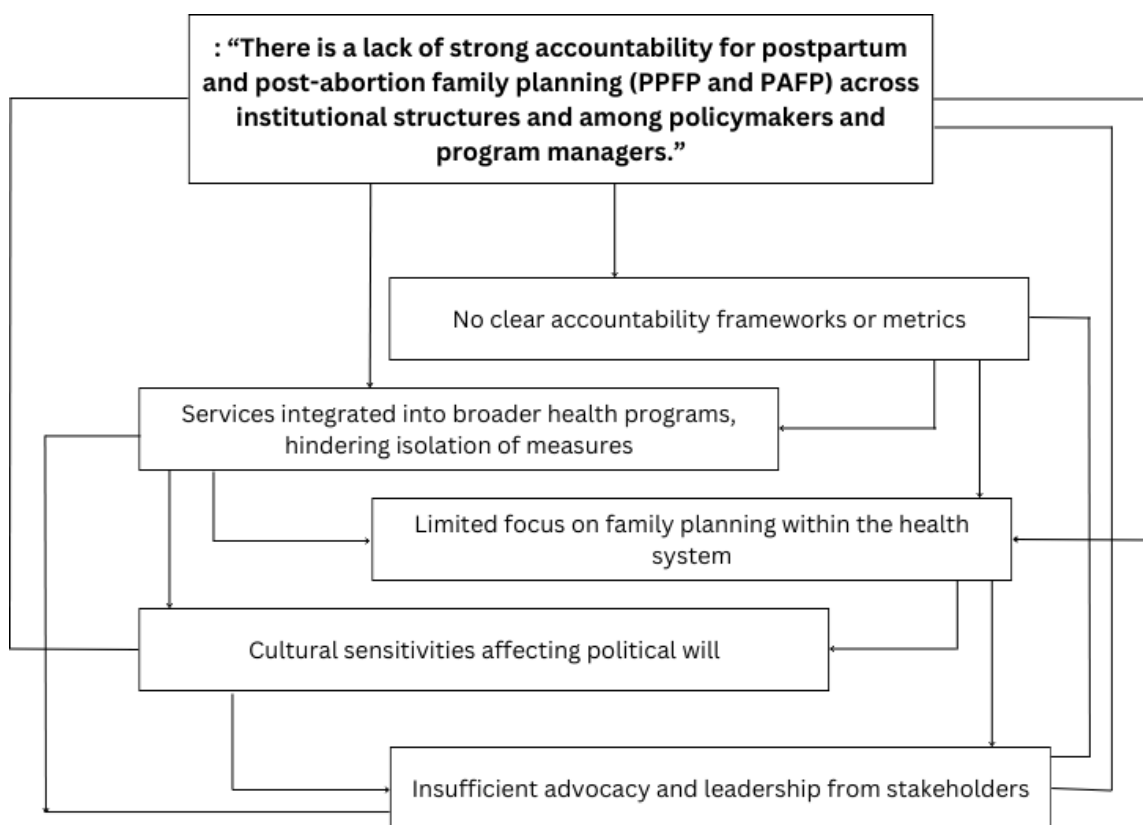 : “There is a lack of strong accountability for postpartum
and post-abortion family planning (PPFP and PAFP) across
institutional structures and among policymakers and
program managers.”
No clear accountability frameworks or metrics
Services integrated into broader health programs,
hindering isolation of measures
Limited focus on family planning within the health
system
Cultural sensitivities affecting political will
Insufficient advocacy and leadership from stakeholders